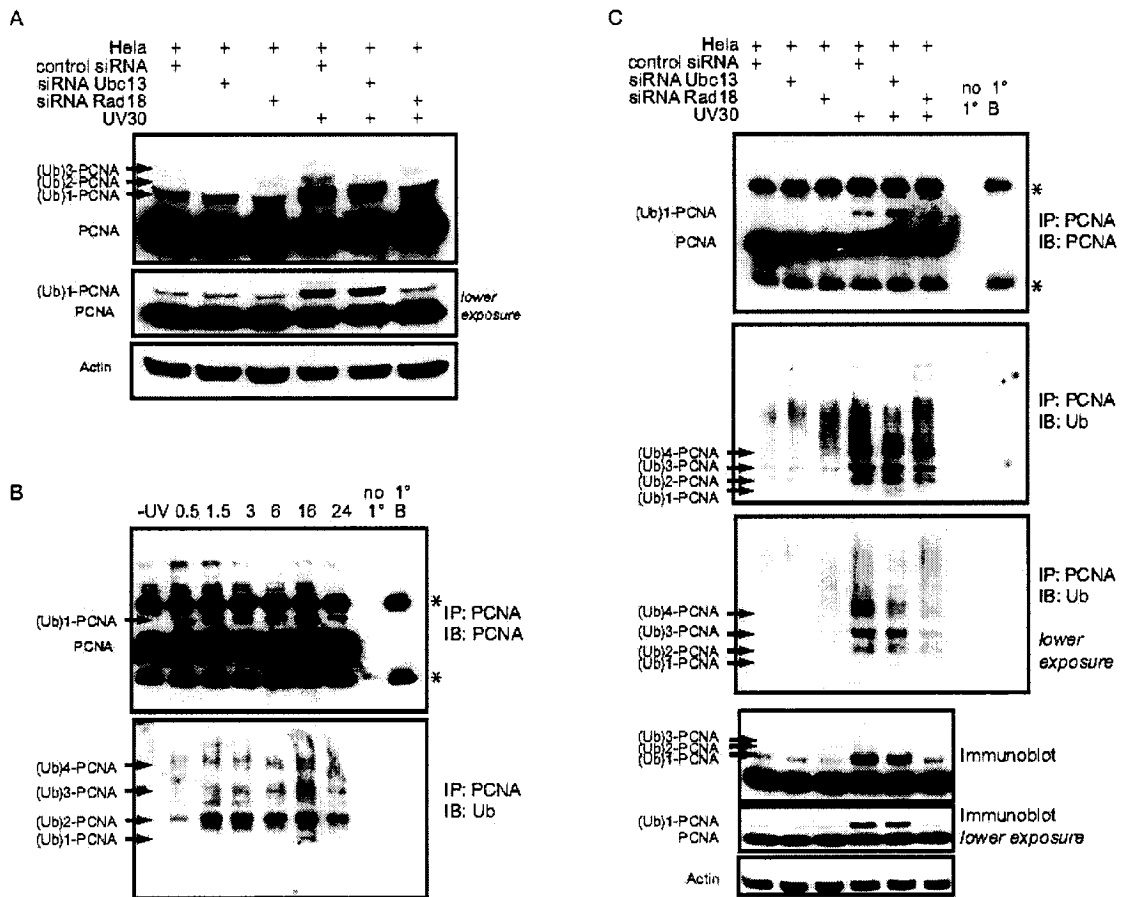 A
Hela + + + + + +
control siRNA + +
siRNA Ubc13 + +
siRNA Rad18 + +
UV30 + + +
(Ub)3-PCNA
(Ub)2-PCNA
(Ub)1-PCNA
PCNA
(Ub)1-PCNA
PCNA
lower
exposure
Actin
B
-UV 0.5 1.5 3 6 16 24 no 1° 1° B
(Ub)1-PCNA
PCNA
*
*
IP: PCNA
IB: PCNA
(Ub)4-PCNA
(Ub)3-PCNA
(Ub)2-PCNA
(Ub)1-PCNA
IP: PCNA
IB: Ub
C
Hela + + + + + +
control siRNA + +
siRNA Ubc13 + +
siRNA Rad18 + +
UV30 + + +
no 1°
1° B
(Ub)1-PCNA
PCNA
*
*
IP: PCNA
IB: PCNA
(Ub)4-PCNA
(Ub)3-PCNA
(Ub)2-PCNA
(Ub)1-PCNA
IP: PCNA
IB: Ub
(Ub)4-PCNA
(Ub)3-PCNA
(Ub)2-PCNA
(Ub)1-PCNA
IP: PCNA
IB: Ub
lower
exposure
(Ub)3-PCNA
(Ub)2-PCNA
(Ub)1-PCNA
Immunoblot
(Ub)1-PCNA
PCNA
Immunoblot
lower exposure
Actin